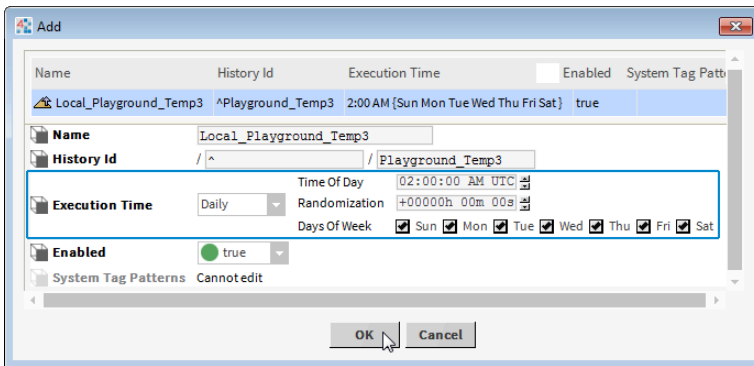 Add
Name History Id Execution Time Enabled System Tag Patte
Local_Playground_Temp3 ^Playground_Temp3 2:00 AM {Sun Mon Tue Wed Thu Fri Sat} true
Name Local_Playground_Temp3
History Id / ^ / Playground_Temp3
Time Of Day 02:00:00 AM UTC
Execution Time Daily Randomization +00000h 00m 00s
Days Of Week Sun Mon Tue Wed Thu Fri Sat
Enabled true
System Tag Patterns Cannot edit
OK Cancel